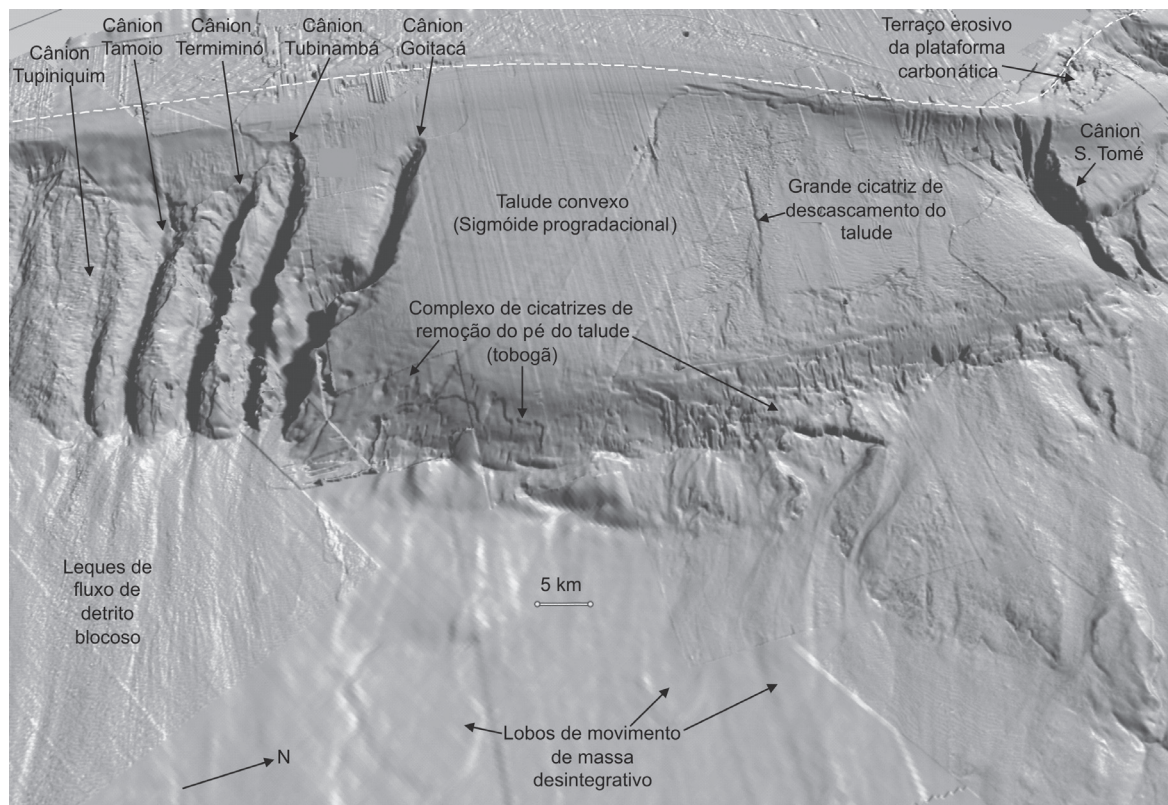 Cânion
Tupiniquim
Cânion
Tamoio
Cânion
Termiminó
Cânion
Tubinambá
Cânion
Goitacá
Terraço erosivo
da plataforma
carbonática
Cânion
S. Tomé
Talude convexo
(Sigmóide progradacional)
Grande cicatriz de
descascamento do
talude
Complexo de cicatrizes de
remoção do pé do talude
(tobogã)
Leques de
fluxo de
detrito
blocoso
5 km
Lobos de movimento
de massa
desintegrativo
N